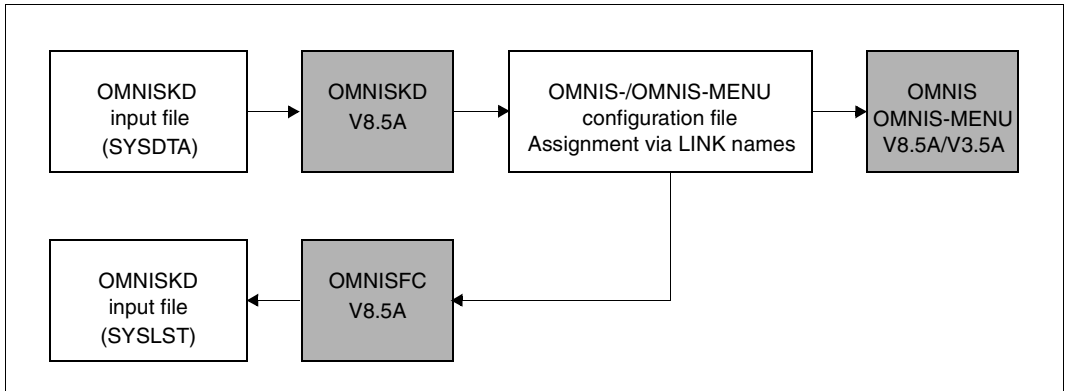 OMNISKD
input file
(SYSDTA)
OMNISKD
V8.5A
OMNIS-/OMNIS-MENU
configuration file
Assignment via LINK names
OMNIS
OMNIS-MENU
V8.5A/V3.5A
OMNISKD
input file
(SYSLST)
OMNISFC
V8.5A